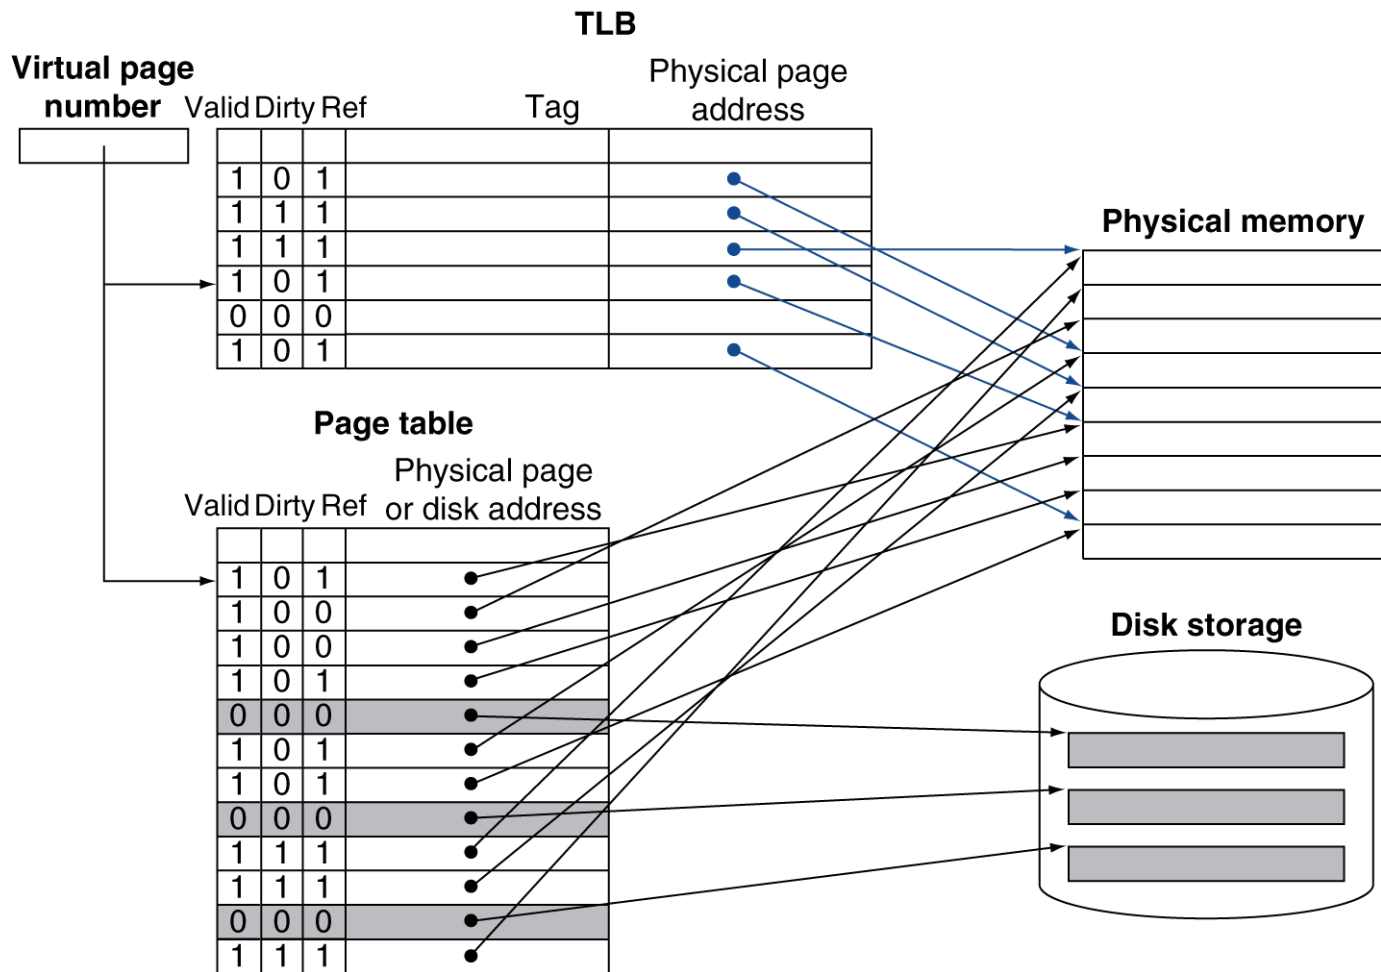 TLB
Virtual page
number
Valid Dirty Ref
Tag
Physical page
address
1 0 1
1 1 1
1 1 1
1 0 1
0 0 0
1 0 1
Physical memory
Page table
Physical page
or disk address
Valid Dirty Ref
1 0 1
1 0 0
1 0 0
1 0 1
0 0 0
1 0 1
1 0 1
0 0 0
1 1 1
1 1 1
0 0 0
1 1 1
Disk storage